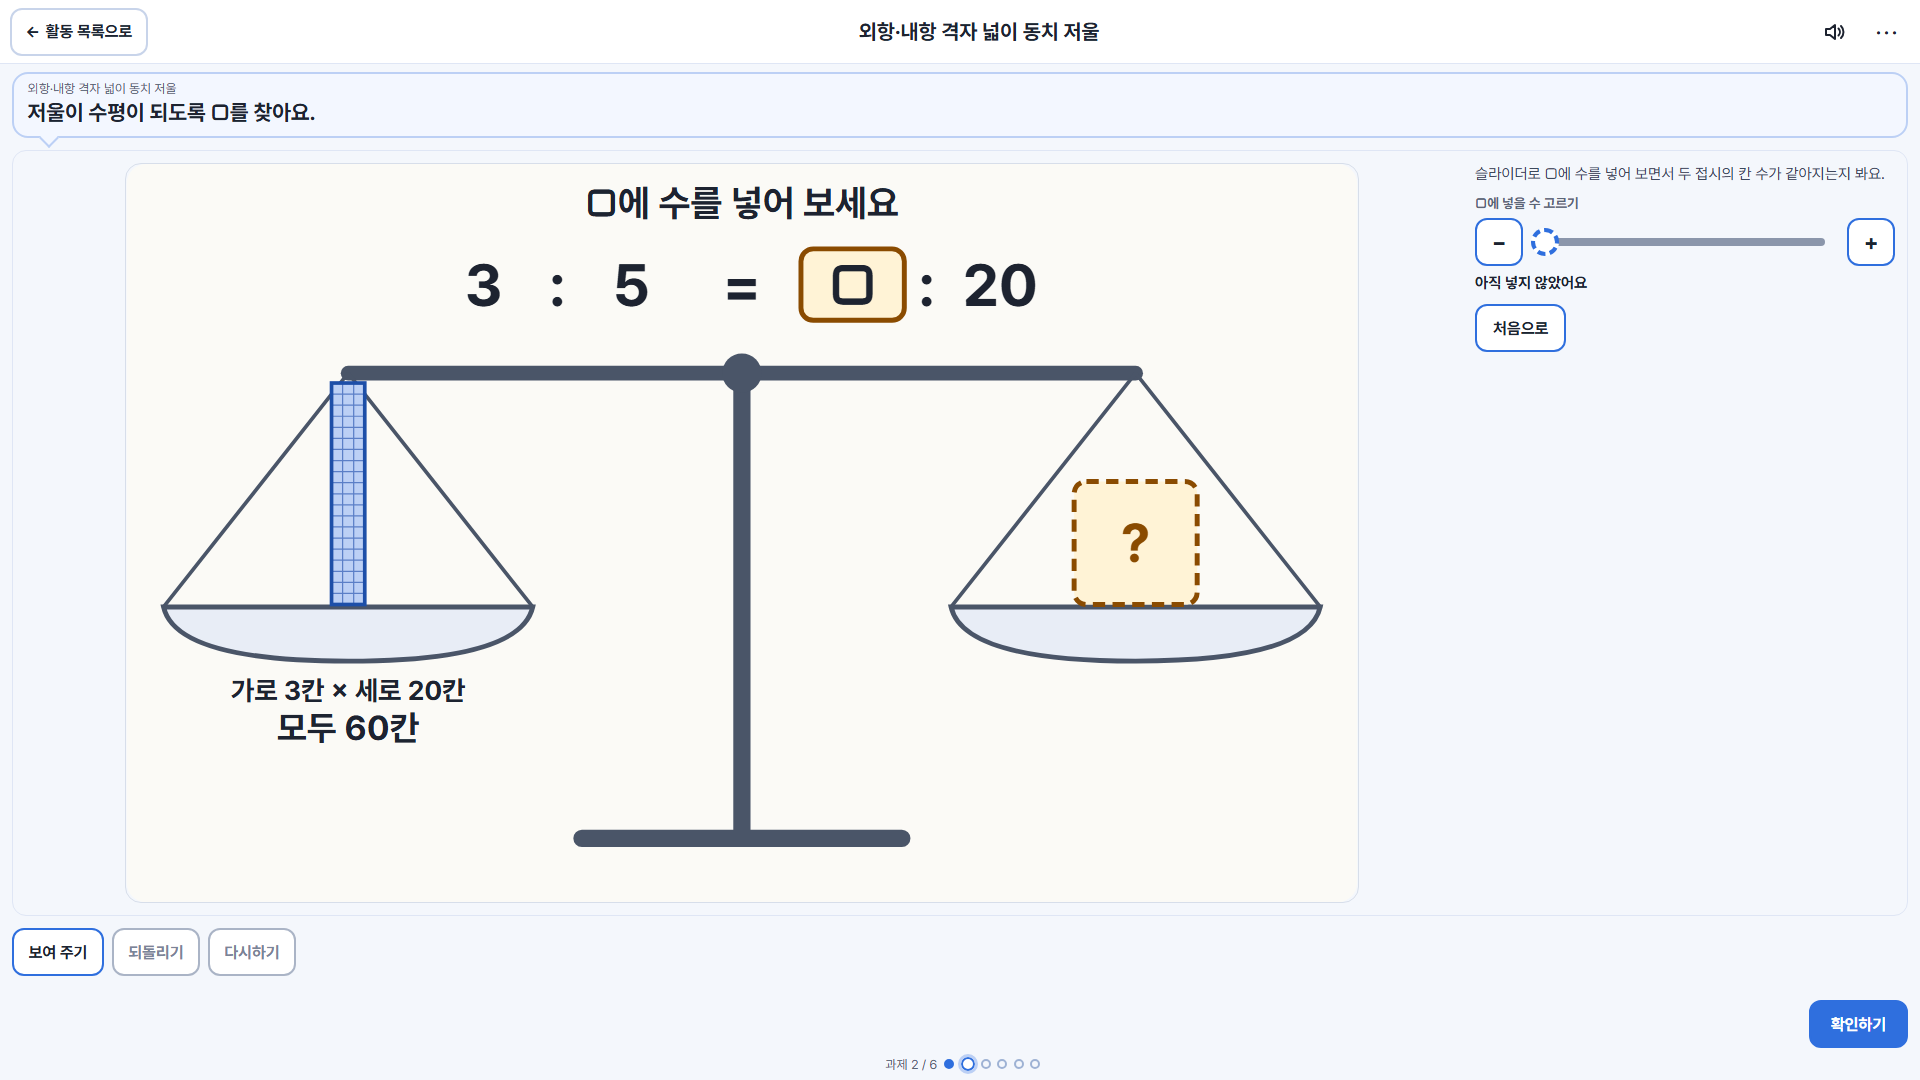 ← 활동 목록으로
외항·내항 격자 넓이 동치 저울
외항·내항 격자 넓이 동치 저울
저울이 수평이 되도록 □를 찾아요.
□에 수를 넣어 보세요
3 : 5 = □ : 20
?
가로 3칸 × 세로 20칸
모두 60칸
슬라이더로 □에 수를 넣어 보면서 두 접시의 칸 수가 같아지는지 봐요.
□에 넣을 수 고르기
− +
아직 넣지 않았어요
처음으로
보여 주기 되돌리기 다시하기
확인하기
과제 2 / 6